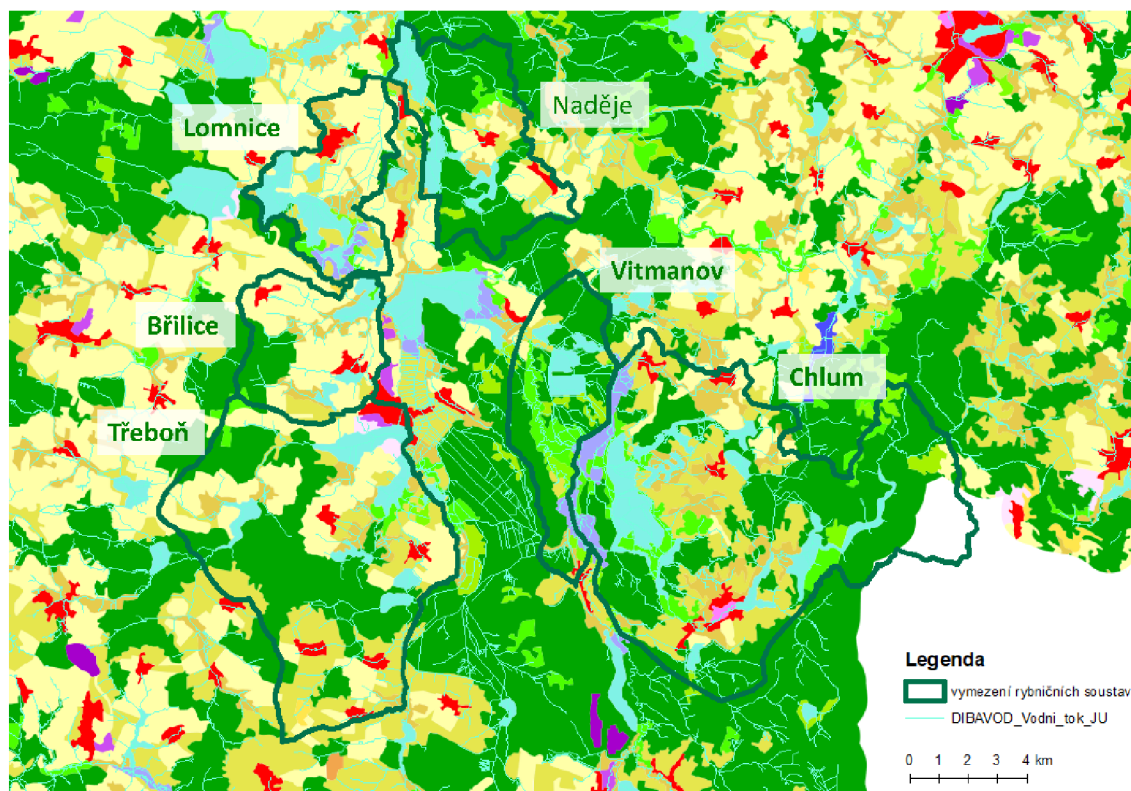 Lomnice
Naděje
Vitmanov
Břilice
Chlum
Třeboň
Legenda
vymezení rybničních soustav
DIBAVOD_Vodni_tok_JU
0 1 2 3 4 km